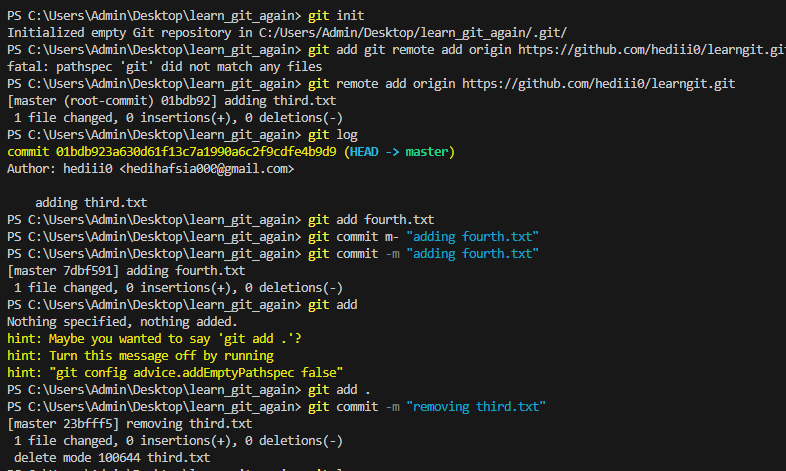 PS C:\Users\Admin\Desktop\learn_git_again> git init
Initialized empty Git repository in C:/Users/Admin/Desktop/learn_git_again/.git/
PS C:\Users\Admin\Desktop\learn_git_again> git add git remote add origin https://github.com/hediii0/learngit.git
fatal: pathspec 'git' did not match any files
PS C:\Users\Admin\Desktop\learn_git_again> git remote add origin https://github.com/hediii0/learngit.git
[master (root-commit) 01bdb92] adding third.txt
 1 file changed, 0 insertions(+), 0 deletions(-)
PS C:\Users\Admin\Desktop\learn_git_again> git log
commit 01bdb923a630d61f13c7a1990a6c2f9cdfe4b9d9 (HEAD -> master)
Author: hediii0 <hedihafsia000@gmail.com>
    adding third.txt
PS C:\Users\Admin\Desktop\learn_git_again> git add fourth.txt
PS C:\Users\Admin\Desktop\learn_git_again> git commit m- "adding fourth.txt"
PS C:\Users\Admin\Desktop\learn_git_again> git commit -m "adding fourth.txt"
[master 7dbf591] adding fourth.txt
 1 file changed, 0 insertions(+), 0 deletions(-)
PS C:\Users\Admin\Desktop\learn_git_again> git add
Nothing specified, nothing added.
hint: Maybe you wanted to say 'git add .'?
hint: Turn this message off by running
hint: "git config advice.addEmptyPathspec false"
PS C:\Users\Admin\Desktop\learn_git_again> git add .
PS C:\Users\Admin\Desktop\learn_git_again> git commit -m "removing third.txt"
[master 23bfff5] removing third.txt
 1 file changed, 0 insertions(+), 0 deletions(-)
 delete mode 100644 third.txt